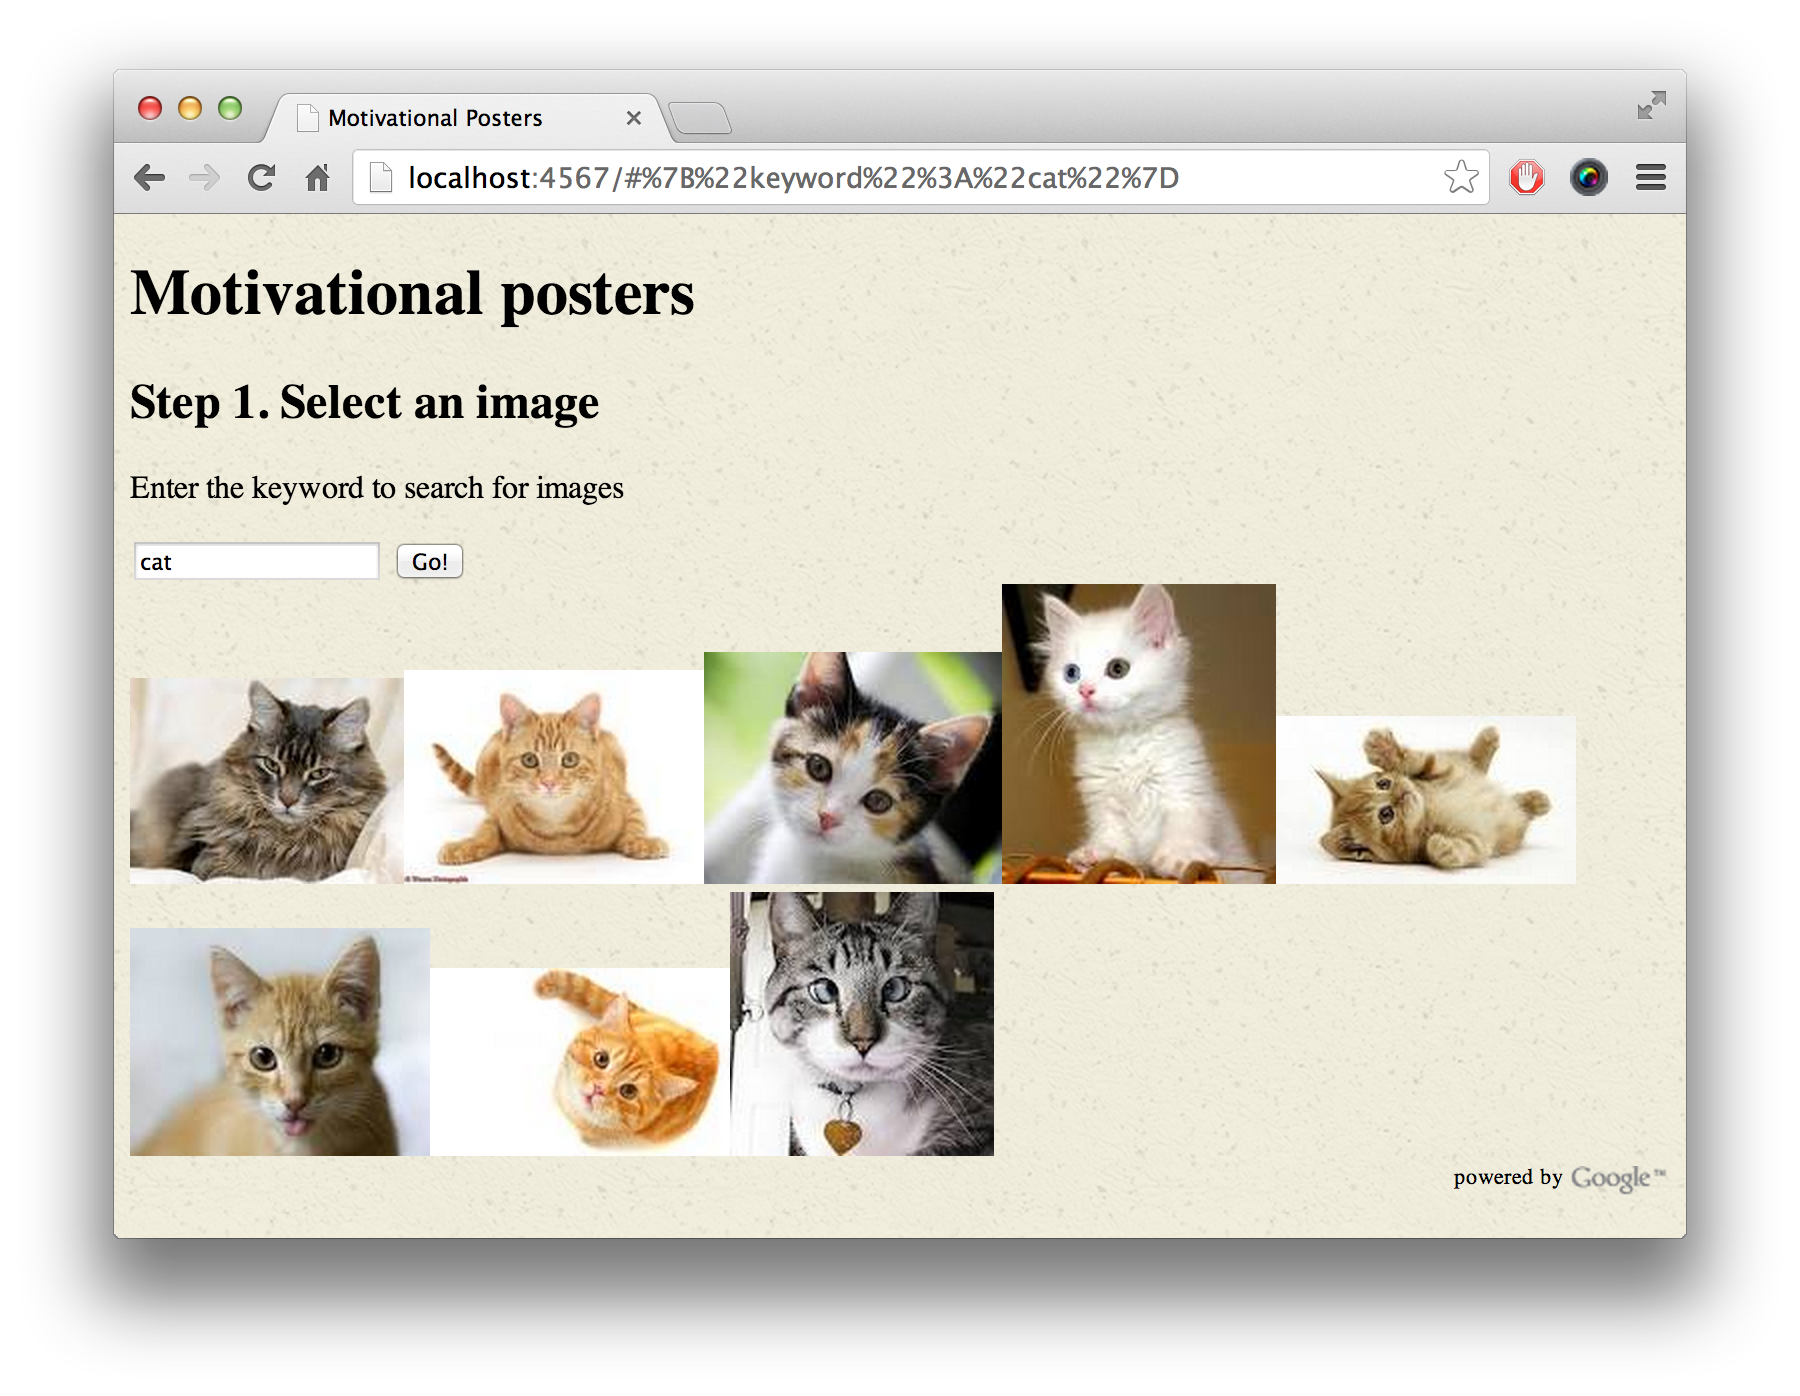 Motivational Posters
localhost:4567/#%7B%22keyword%22%3A%22cat%22%7D
Motivational posters
Step 1. Select an image
Enter the keyword to search for images
cat Go!
powered by Google™